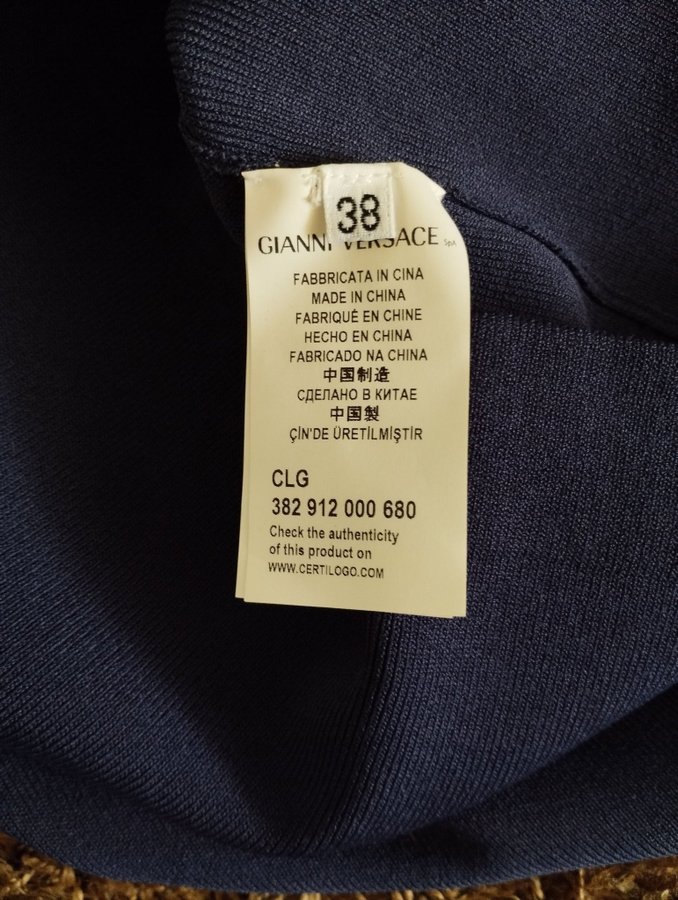 38
GIANNI VERSACE SpA
FABBRICATA IN CINA
MADE IN CHINA
FABRIQUÉ EN CHINE
HECHO EN CHINA
FABRICADO NA CHINA
中国制造
СДЕЛАНО В КИТАЕ
中国製
ÇİN'DE ÜRETİLMİŞTİR
CLG
382 912 000 680
Check the authenticity
of this product on
WWW.CERTILOGO.COM